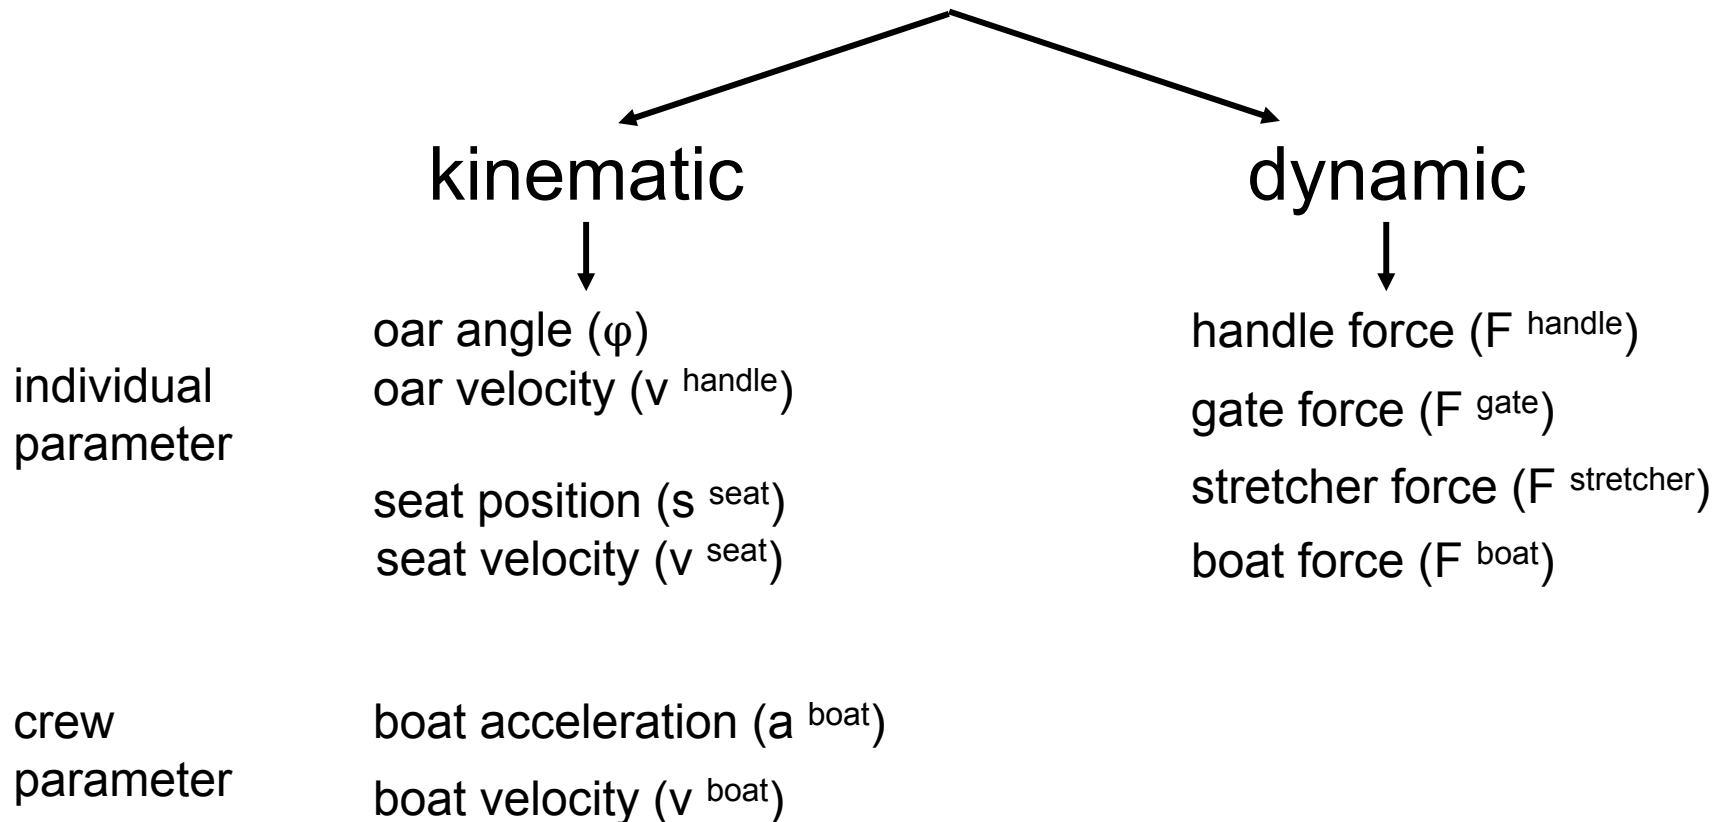 kinematic
dynamic
individual
parameter
oar angle (φ)
oar velocity (v handle)
seat position (s seat)
seat velocity (v seat)
handle force (F handle)
gate force (F gate)
stretcher force (F stretcher)
boat force (F boat)
crew
parameter
boat acceleration (a boat)
boat velocity (v boat)